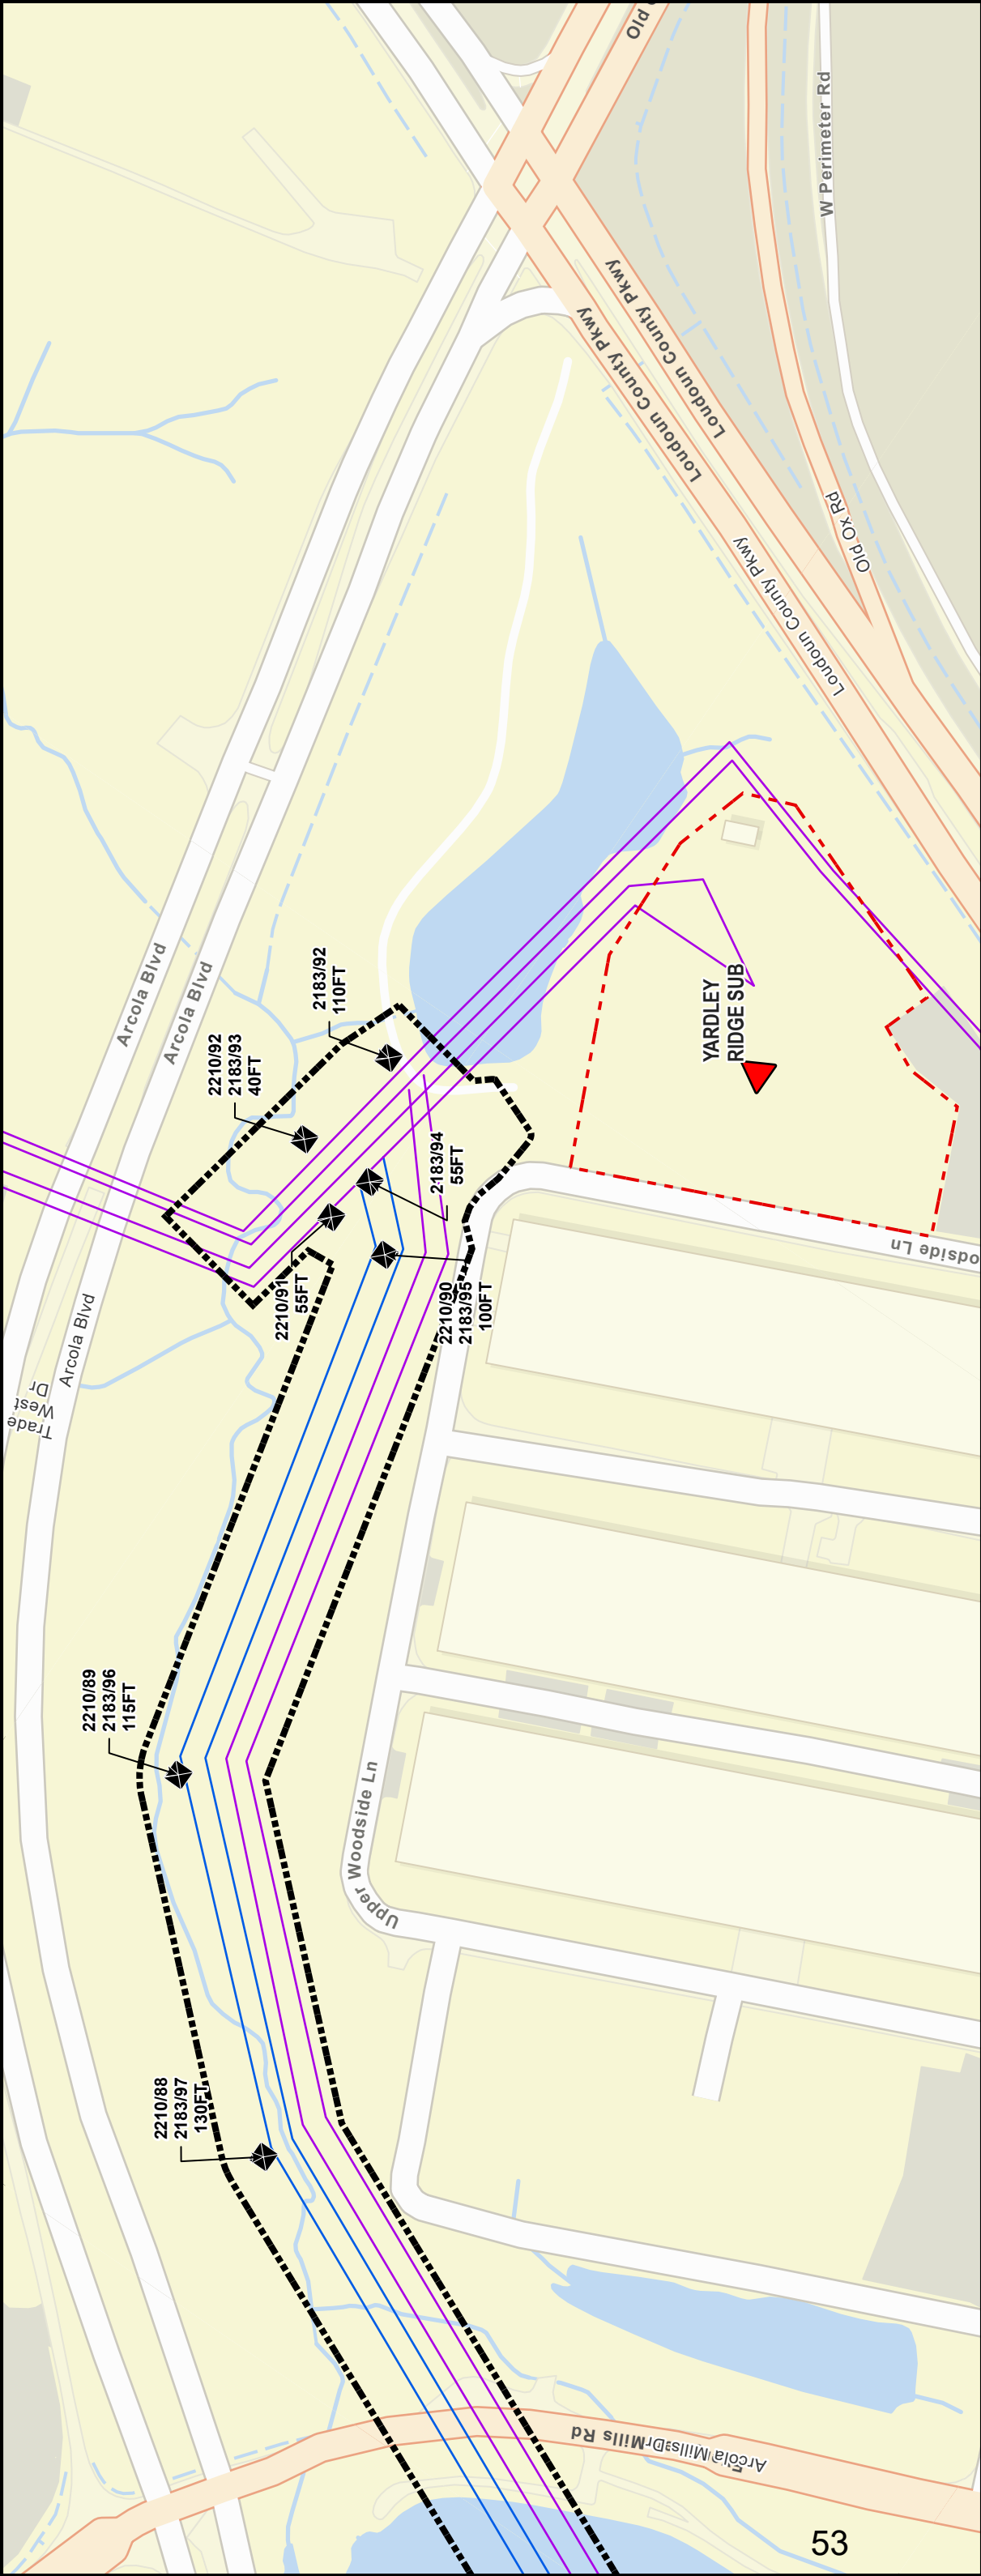 Old
W Perimeter Rd
Loudoun County Pkwy
Loudoun County Pkwy
Loudoun County Pkwy
Old Ox Rd
Arcola Blvd
Arcola Blvd
Arcola Blvd
Trade
West
Dr
2183/92
110FT
2210/92
2183/93
40FT
YARDLEY
RIDGE SUB
2183/94
55FT
2210/91
55FT
2210/90
2183/95
100FT
odside Ln
2210/89
2183/96
115FT
Upper Woodside Ln
2210/88
2183/97
130FT
Mills Rd
Arcola Mills Dr
53